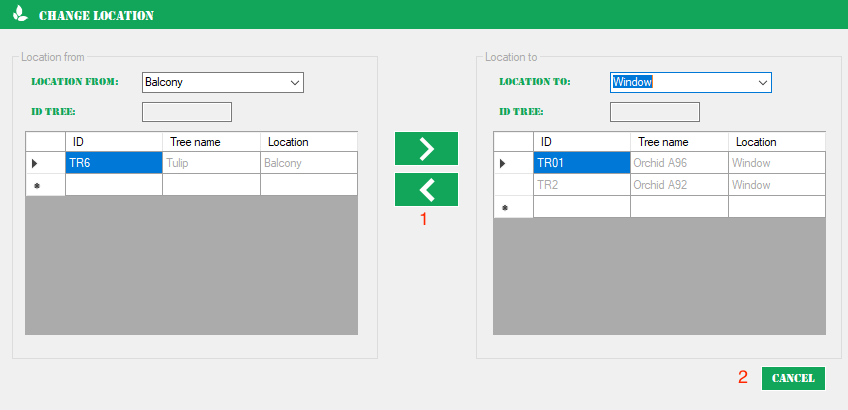 CHANGE LOCATION
Location from
LOCATION FROM: Balcony
ID TREE:
ID Tree name Location
TR6 Tulip Balcony
1
Location to
LOCATION TO: Window
ID TREE:
ID Tree name Location
TR01 Orchid A96 Window
TR2 Orchid A92 Window
2 CANCEL